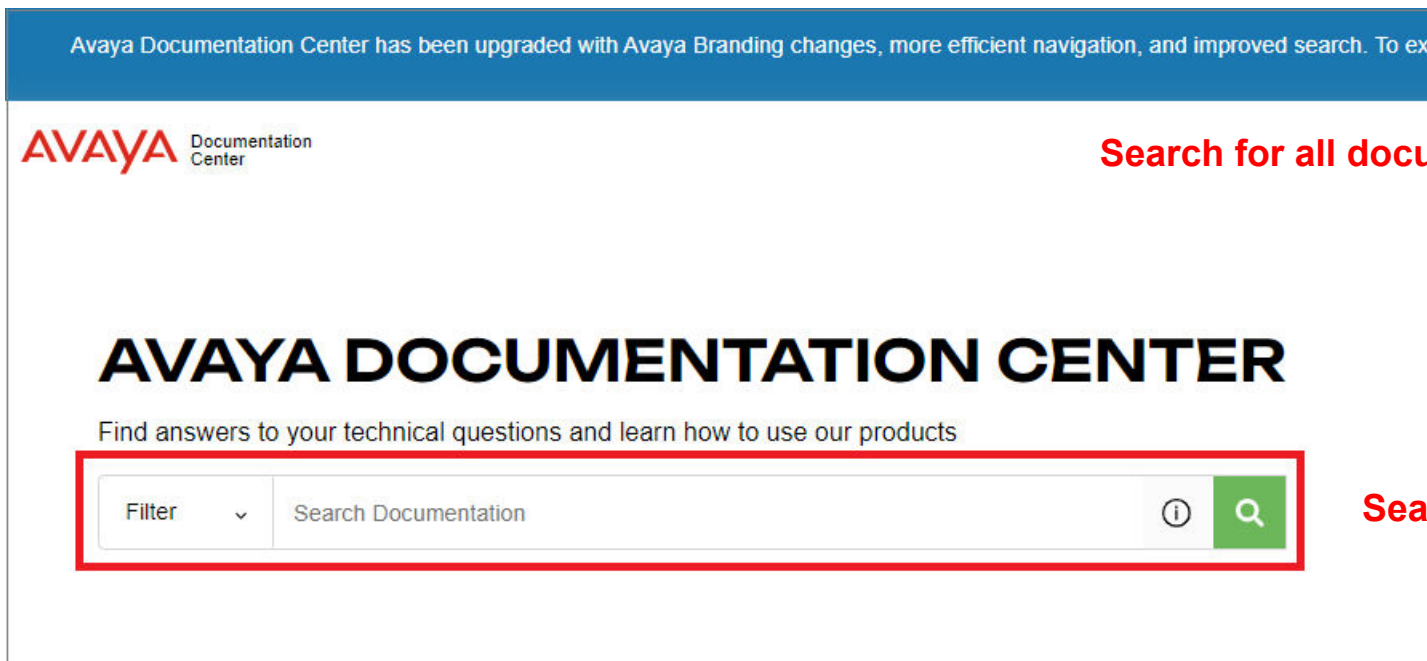 Avaya Documentation Center has been upgraded with Avaya Branding changes, more efficient navigation, and improved search. To ex
AVAYA Documentation
Center
Search for all docu
AVAYA DOCUMENTATION CENTER
Find answers to your technical questions and learn how to use our products
Filter Search Documentation
Sea